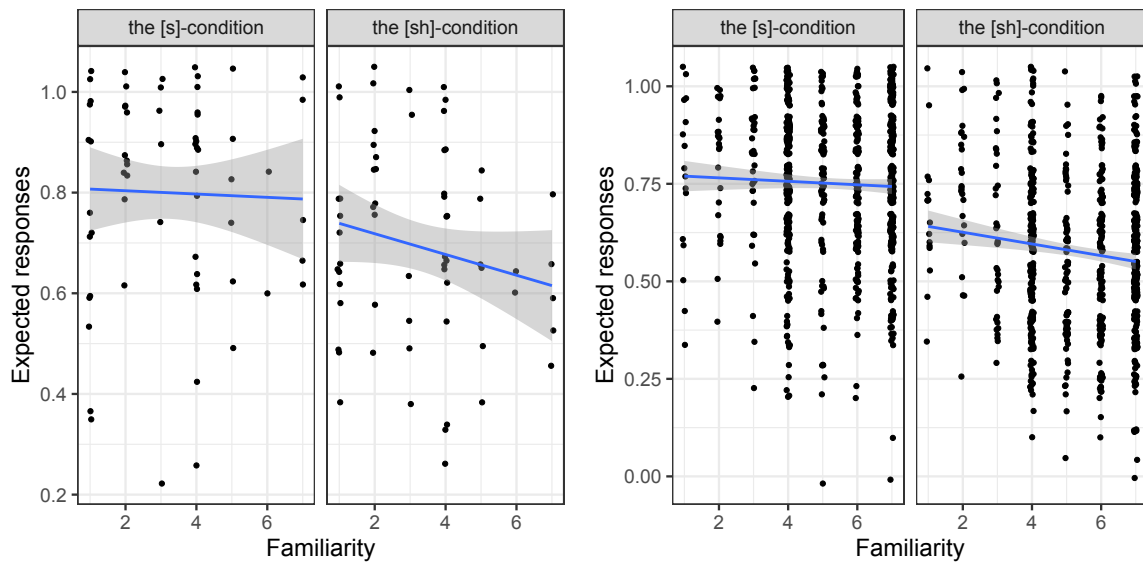 the [s]-condition
the [sh]-condition
Expected responses
1.0
0.8
0.6
0.4
0.2
2 4 6
2 4 6
Familiarity
the [s]-condition
the [sh]-condition
Expected responses
1.00
0.75
0.50
0.25
0.00
2 4 6
2 4 6
Familiarity